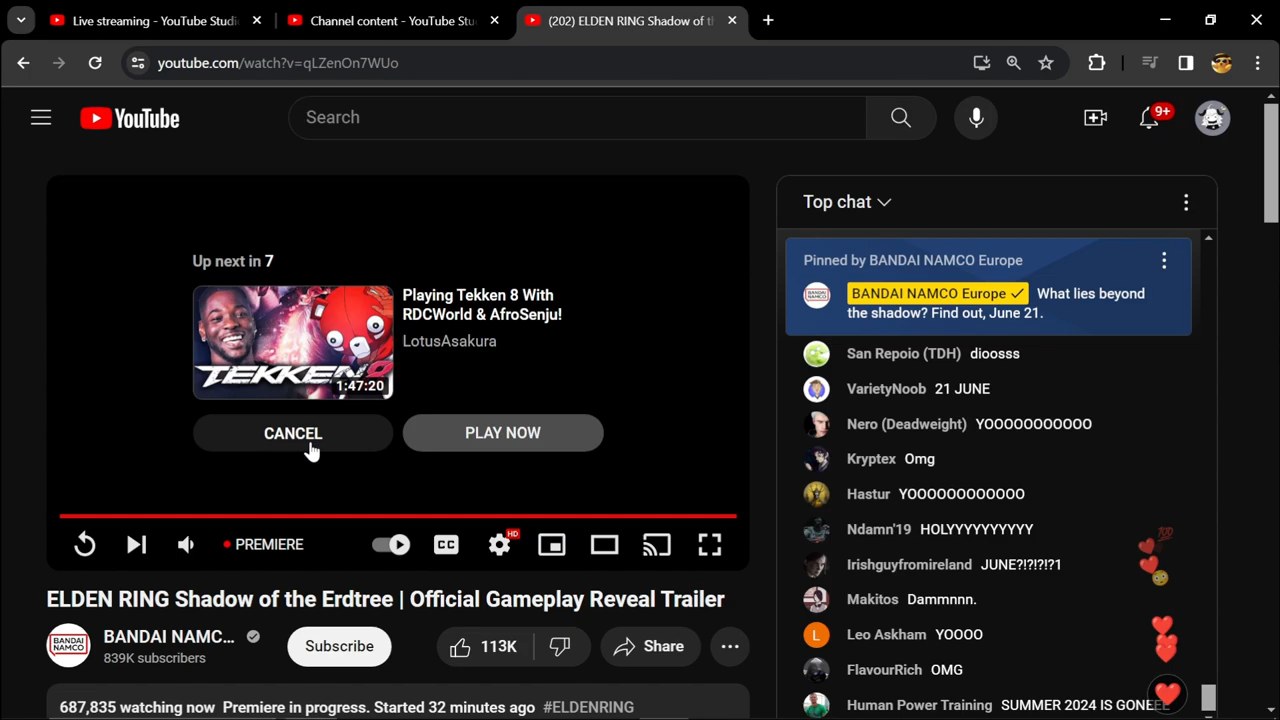 Live streaming - YouTube Studi
Channel content - YouTube Stu
(202) ELDEN RING Shadow of th
youtube.com/watch?v=qLZenOn7WUo
YouTube
Search
9+
Up next in 7
TEKKEN 8
1:47:20
Playing Tekken 8 With
RDCWorld & AfroSenju!
LotusAsakura
CANCEL
PLAY NOW
PREMIERE
CC
HD
ELDEN RING Shadow of the Erdtree | Official Gameplay Reveal Trailer
BANDAI NAMCO
BANDAI NAMC...
839K subscribers
Subscribe
113K
Share
687,835 watching now Premiere in progress. Started 32 minutes ago #ELDENRING
Top chat
Pinned by BANDAI NAMCO Europe
BANDAI NAMCO Europe What lies beyond
the shadow? Find out, June 21.
San Repoio (TDH) dioosss
VarietyNoob 21 JUNE
Nero (Deadweight) YOOOOOOOOOOO
Kryptex Omg
Hastur YOOOOOOOOOOOO
Ndamn'19 HOLYYYYYYYYYY
Irishguyfromireland JUNE?!?!?!?1
Makitos Dammnnn.
L
Leo Askham YOOOO
FlavourRich OMG
Human Power Training SUMMER 2024 IS GONEEE